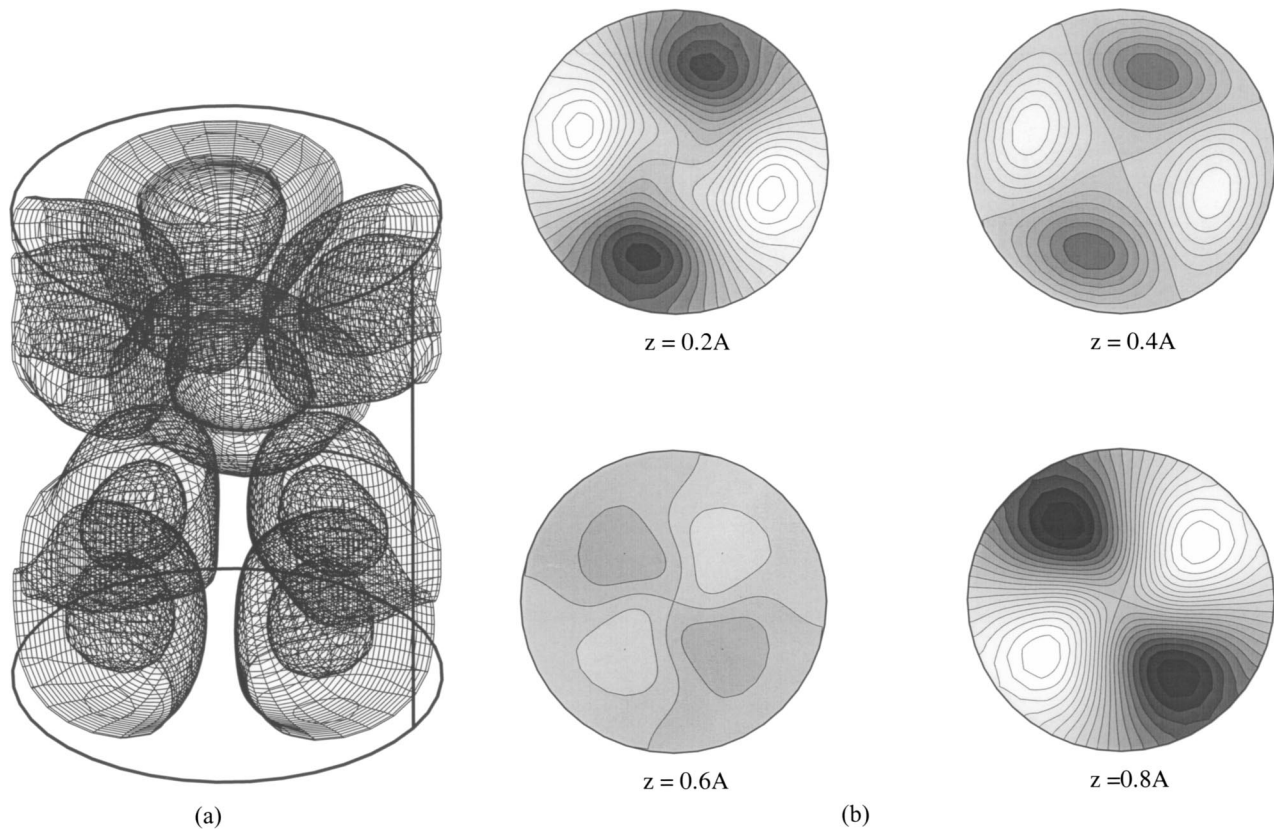 z = 0.2A
z = 0.4A
z = 0.6A
z =0.8A
(a)
(b)